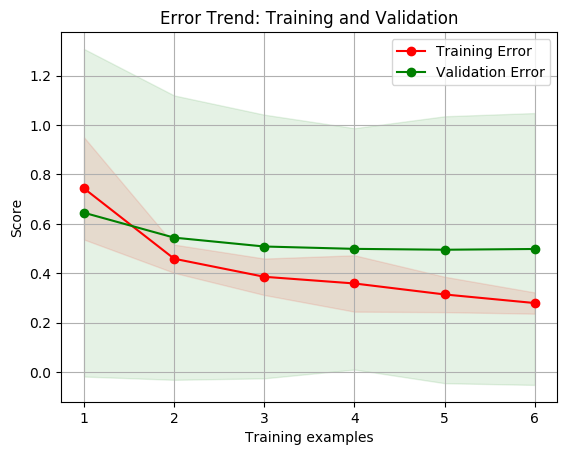 Error Trend: Training and Validation
Training Error
Validation Error
1.2
1.0
0.8
0.6
0.4
0.2
0.0
Score
1 2 3 4 5 6
Training examples